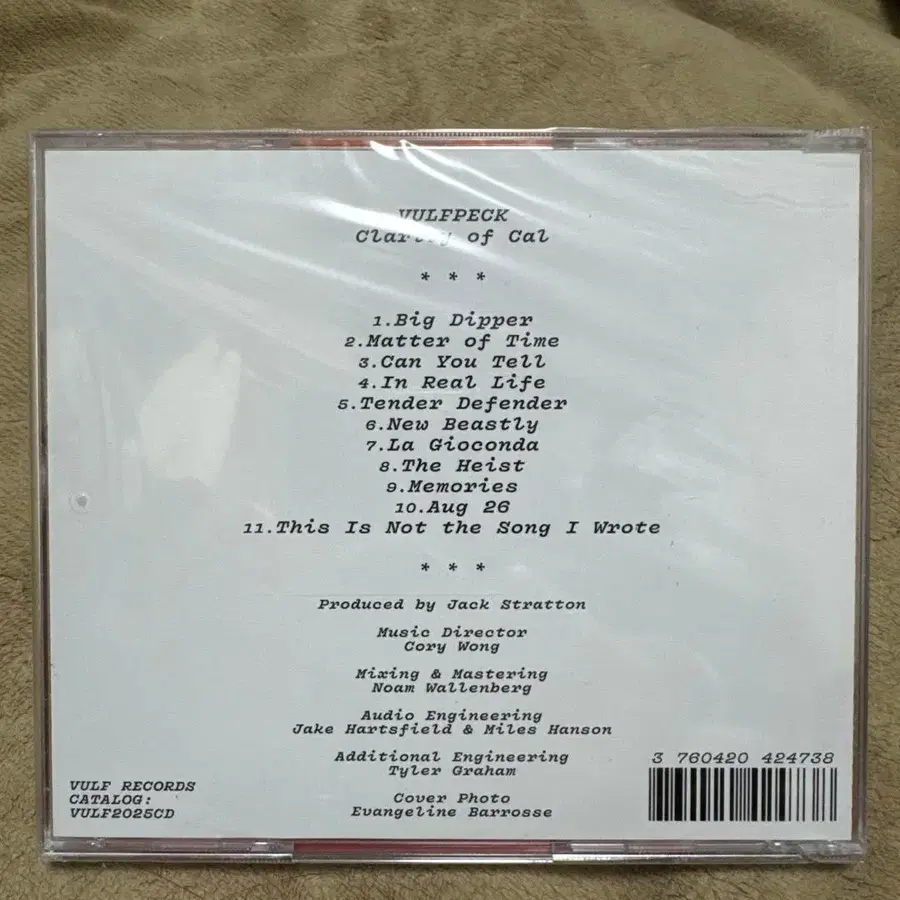 VULFPECK
Clarity of Cal
* * *
1.Big Dipper
2.Matter of Time
3.Can You Tell
4.In Real Life
5.Tender Defender
6.New Beastly
7.La Gioconda
8.The Heist
9.Memories
10.Aug 26
11.This Is Not the Song I Wrote
* * *
Produced by Jack Stratton
Music Director
Cory Wong
Mixing & Mastering
Noam Wallenberg
Audio Engineering
Jake Hartsfield & Miles Hanson
Additional Engineering
Tyler Graham
Cover Photo
Evangeline Barrosse
VULF RECORDS
CATALOG:
VULF2025CD
3 760420 424738